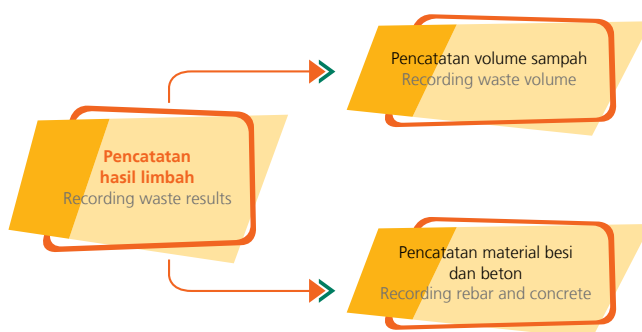 Pencatatan
hasil limbah
Recording waste results
Pencatatan volume sampah
Recording waste volume
Pencatatan material besi
dan beton
Recording rebar and concrete